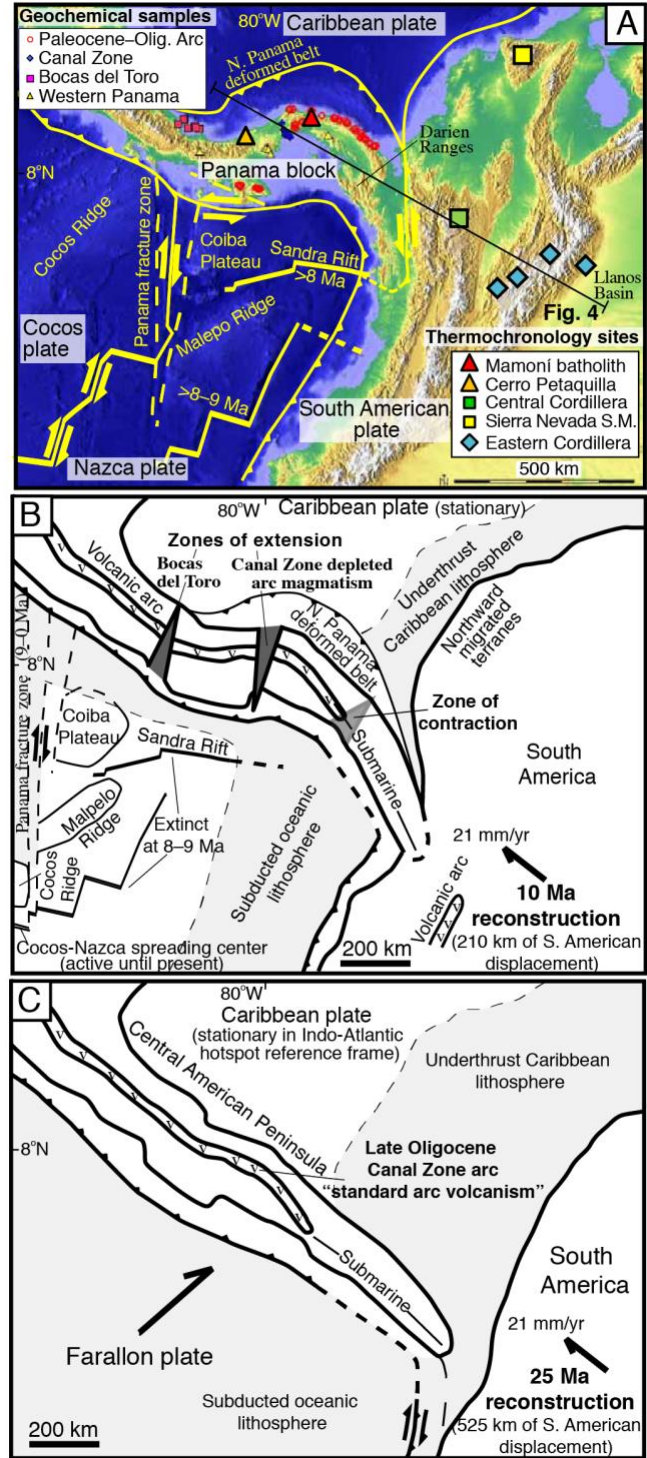 A
Geochemical samples
Paleocene–Olig. Arc
Canal Zone
Bocas del Toro
Western Panama
80°W
Caribbean plate
N. Panama
deformed belt
Darien
Ranges
8°N
Panama block
Cocos Ridge
Panama fracture zone
Coiba
Plateau
Sandra Rift
>8 Ma
Malepo Ridge
Llanos
Basin
Fig. 4
Cocos
plate
>8–9 Ma
South American
plate
Nazca plate
Thermochronology sites
Mamoní batholith
Cerro Petaquilla
Central Cordillera
Sierra Nevada S.M.
Eastern Cordillera
500 km
B
80°W
Caribbean plate (stationary)
Zones of extension
Volcanic arc
Bocas
del Toro
Canal Zone depleted
arc magmatism
Underthrust
Caribbean lithosphere
N. Panama
deformed belt
Northward
migrated
terranes
8°N
Panama fracture zone (9–0 Ma)
Zone of
contraction
Coiba
Plateau
Sandra Rift
Submarine
South
America
Malpelo
Ridge
Extinct
at 8–9 Ma
Subducted oceanic
lithosphere
21 mm/yr
Cocos
Ridge
Volcanic arc
10 Ma
reconstruction
(210 km of S. American
displacement)
Cocos-Nazca spreading center
(active until present)
200 km
C
80°W
Caribbean plate
(stationary in Indo-Atlantic
hotspot reference frame)
Central American
Peninsula
Underthrust Caribbean
lithosphere
8°N
Late Oligocene
Canal Zone arc
“standard arc volcanism”
Submarine
South
America
Farallon plate
21 mm/yr
25 Ma
reconstruction
(525 km of S. American
displacement)
Subducted oceanic
lithosphere
200 km